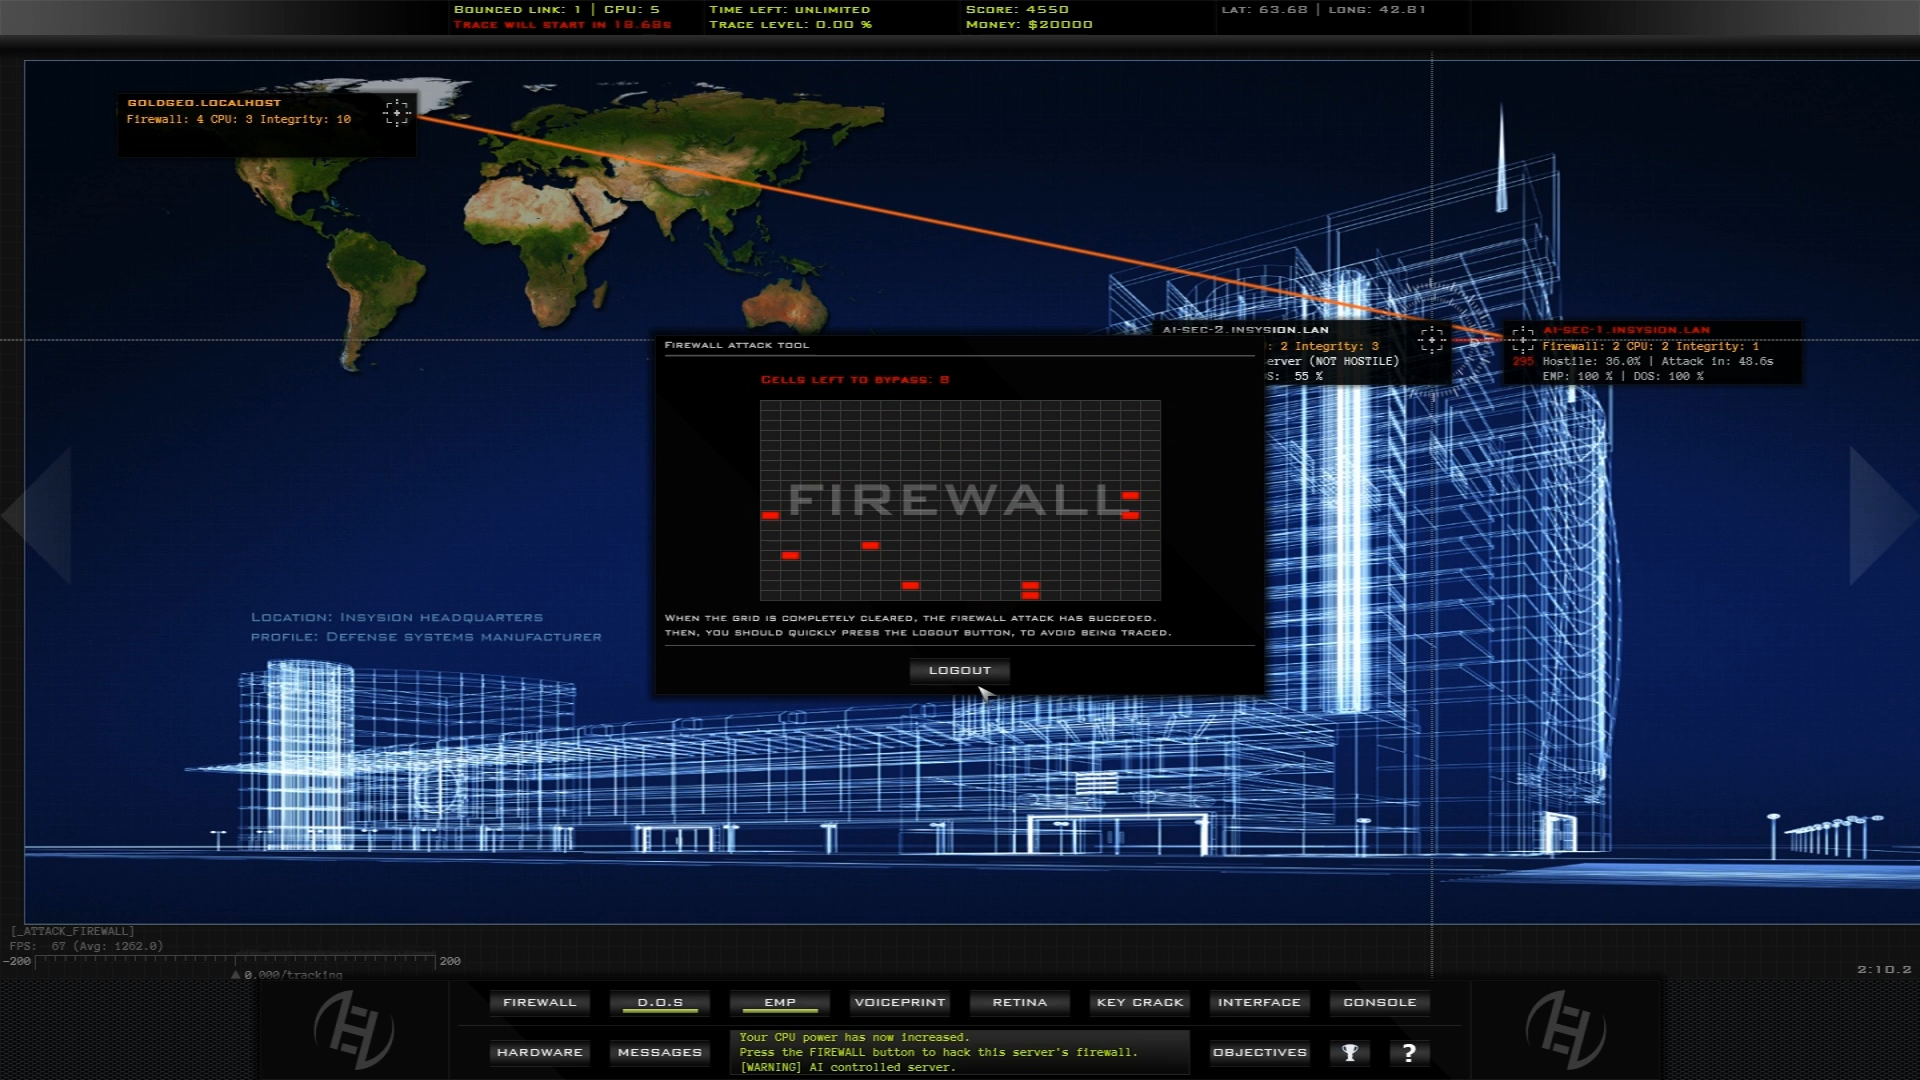 BOUNCED LINK: 1 | CPU: 5
TRACE WILL START IN 18.68s
TIME LEFT: UNLIMITED
TRACE LEVEL: 0.00 %
SCORE: 4550
MONEY: $20000
LAT: 63.68 | LONG: 42.81
GOLDGEO.LOCALHOST
Firewall: 4 CPU: 3 Integrity: 10
AI-SEC-2.INSYSION.LAN
: 2 Integrity: 3
erver (NOT HOSTILE)
S: 55 %
AI-SEC-1.INSYSION.LAN
Firewall: 2 CPU: 2 Integrity: 1
295 Hostile: 36.0% | Attack in: 48.6s
EMP: 100 % | DOS: 100 %
FIREWALL ATTACK TOOL
CELLS LEFT TO BYPASS: 8
FIREWALL
WHEN THE GRID IS COMPLETELY CLEARED, THE FIREWALL ATTACK HAS SUCCEDED.
THEN, YOU SHOULD QUICKLY PRESS THE LOGOUT BUTTON, TO AVOID BEING TRACED.
LOGOUT
LOCATION: INSYSION HEADQUARTERS
PROFILE: DEFENSE SYSTEMS MANUFACTURER
[_ATTACK_FIREWALL]
FPS: 67 (Avg: 1262.0)
-200 200
0.000/tracking
2:10.2
FIREWALL D.O.S EMP VOICEPRINT RETINA KEY CRACK INTERFACE CONSOLE
HARDWARE MESSAGES
Your CPU power has now increased.
Press the FIREWALL button to hack this server's firewall.
[WARNING] AI controlled server.
OBJECTIVES ?